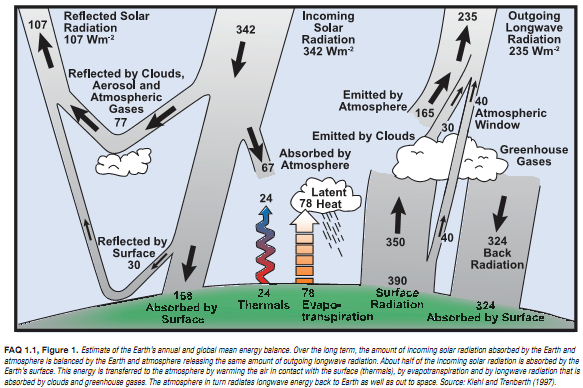 107
Reflected Solar
Radiation
107 Wm-2
342
Incoming
Solar
Radiation
342 Wm-2
235
Outgoing
Longwave
Radiation
235 Wm-2
Reflected by Clouds,
Aerosol and
Atmospheric
Gases
77
Emitted by
Atmosphere
165
40
Atmospheric
Window
Emitted by Clouds
30
Greenhouse
Gases
67
Absorbed by
Atmosphere
24
Latent
78 Heat
Reflected by
Surface
30
350
40
324
Back
Radiation
168
Absorbed by
Surface
24
Thermals
78
Evapo-
transpiration
390
Surface
Radiation
324
Absorbed by Surface
FAQ 1.1, Figure 1. Estimate of the Earth's annual and global mean energy balance. Over the long term, the amount of incoming solar radiation absorbed by the Earth and
atmosphere is balanced by the Earth and atmosphere releasing the same amount of outgoing longwave radiation. About half of the incoming solar radiation is absorbed by the
Earth's surface. This energy is transferred to the atmosphere by warming the air in contact with the surface (thermals), by evapotranspiration and by longwave radiation that is
absorbed by clouds and greenhouse gases. The atmosphere in turn radiates longwave energy back to Earth as well as out to space. Source: Kiehl and Trenberth (1997).